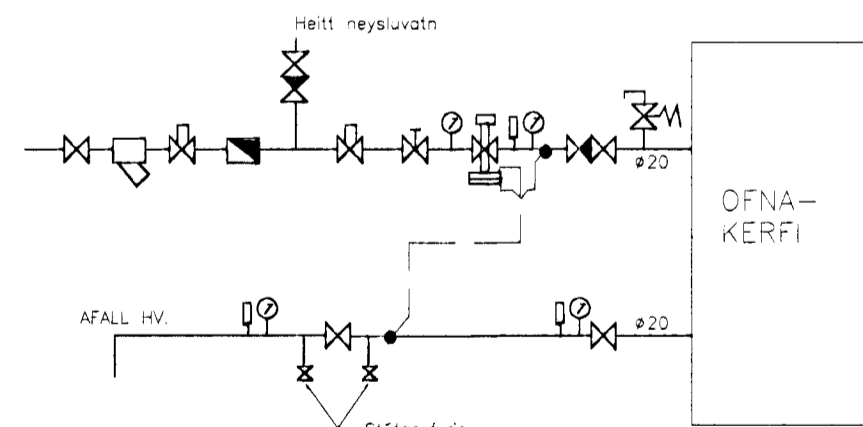 Heitt neysluvatn
ø20
OFNA-
KERFI
AFALL HV.
ø20